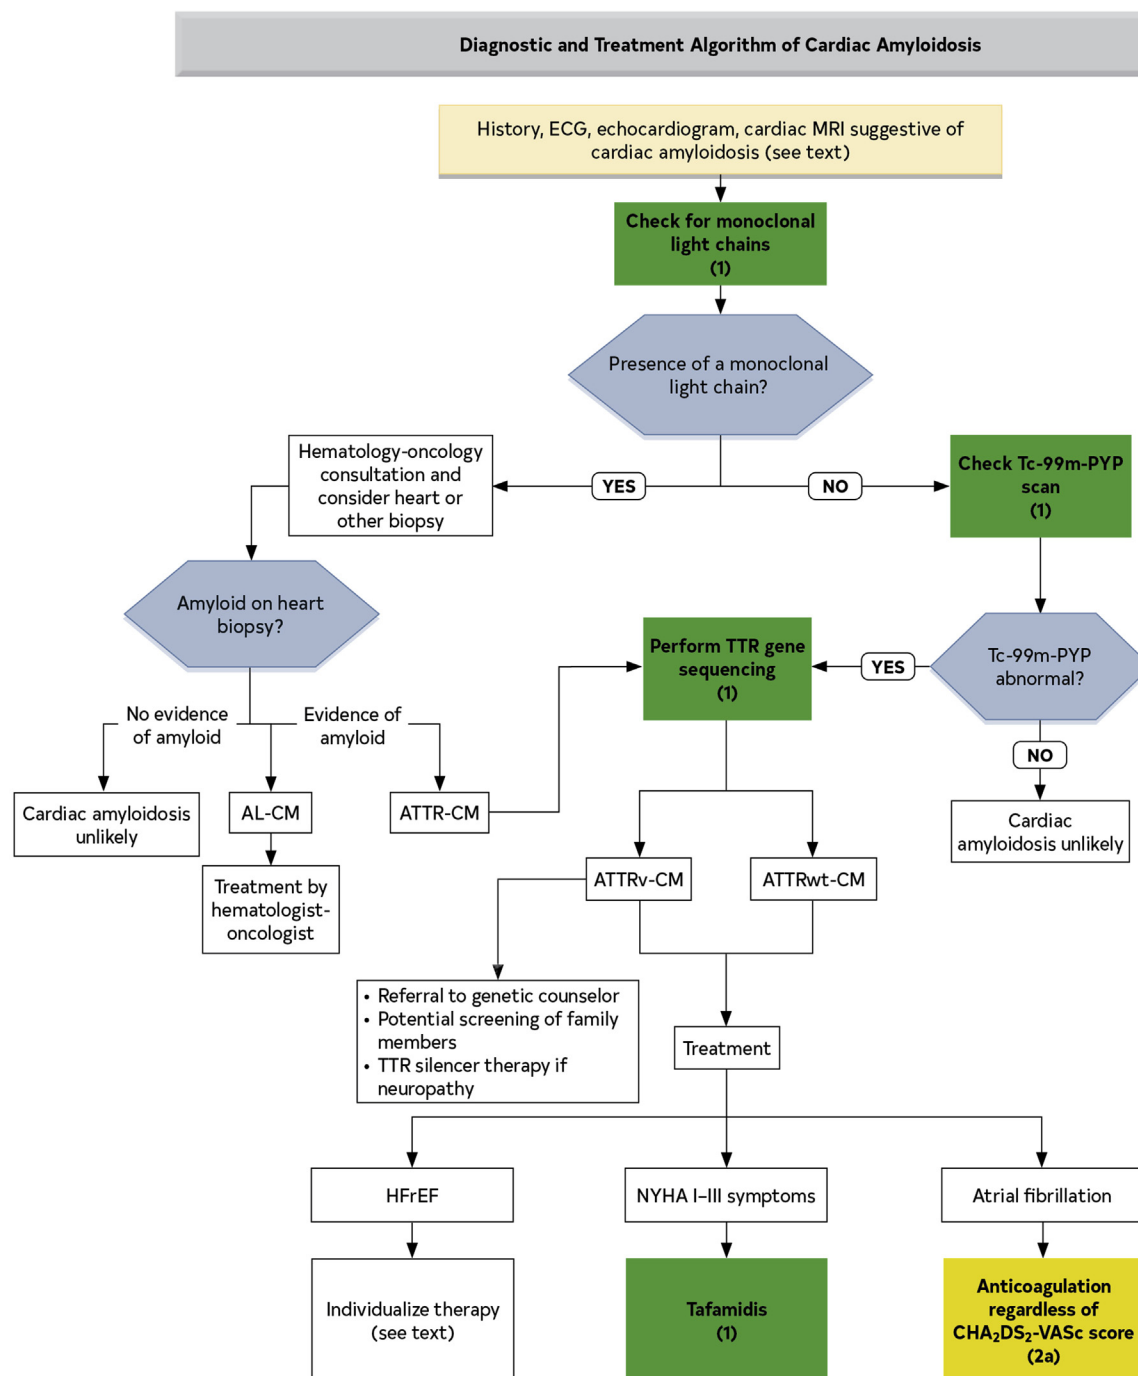 Diagnostic and Treatment Algorithm of Cardiac Amyloidosis
History, ECG, echocardiogram, cardiac MRI suggestive of
cardiac amyloidosis (see text)
Check for monoclonal
light chains
(1)
Presence of a monoclonal
light chain?
YES
NO
Hematology-oncology
consultation and
consider heart or
other biopsy
Check Tc-99m-PYP
scan
(1)
Amyloid on heart
biopsy?
Perform TTR gene
sequencing
(1)
YES
Tc-99m-PYP
abnormal?
NO
No evidence
of amyloid
Evidence of
amyloid
Cardiac amyloidosis
unlikely
AL-CM
ATTR-CM
Cardiac
amyloidosis unlikely
Treatment by
hematologist-
oncologist
ATTRv-CM
ATTRwt-CM
• Referral to genetic counselor
• Potential screening of family
members
• TTR silencer therapy if
neuropathy
Treatment
HFrEF
NYHA I–III symptoms
Atrial fibrillation
Individualize therapy
(see text)
Tafamidis
(1)
Anticoagulation
regardless of
CHA₂DS₂-VASc score
(2a)